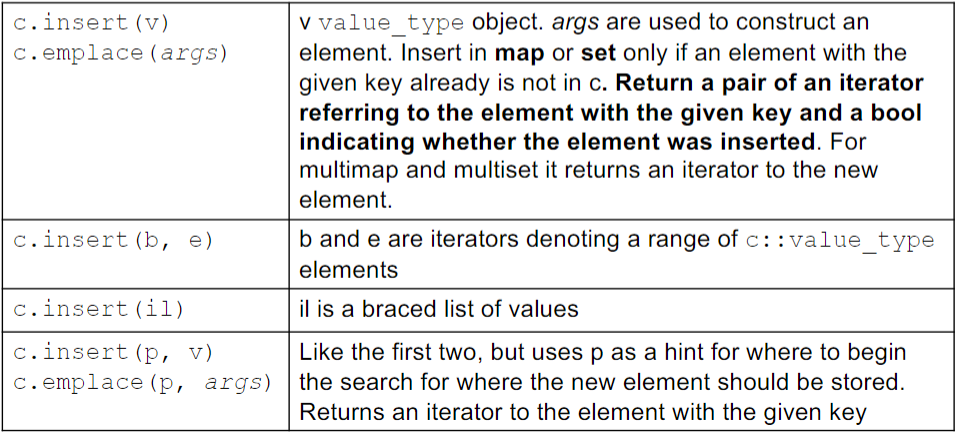 c.insert(v)
c.emplace(args)
v value_type object. args are used to construct an
element. Insert in map or set only if an element with the
given key already is not in c. Return a pair of an iterator
referring to the element with the given key and a bool
indicating whether the element was inserted. For
multimap and multiset it returns an iterator to the new
element.
c.insert(b, e)
b and e are iterators denoting a range of c::value_type
elements
c.insert(il)
il is a braced list of values
c.insert(p, v)
c.emplace(p, args)
Like the first two, but uses p as a hint for where to begin
the search for where the new element should be stored.
Returns an iterator to the element with the given key